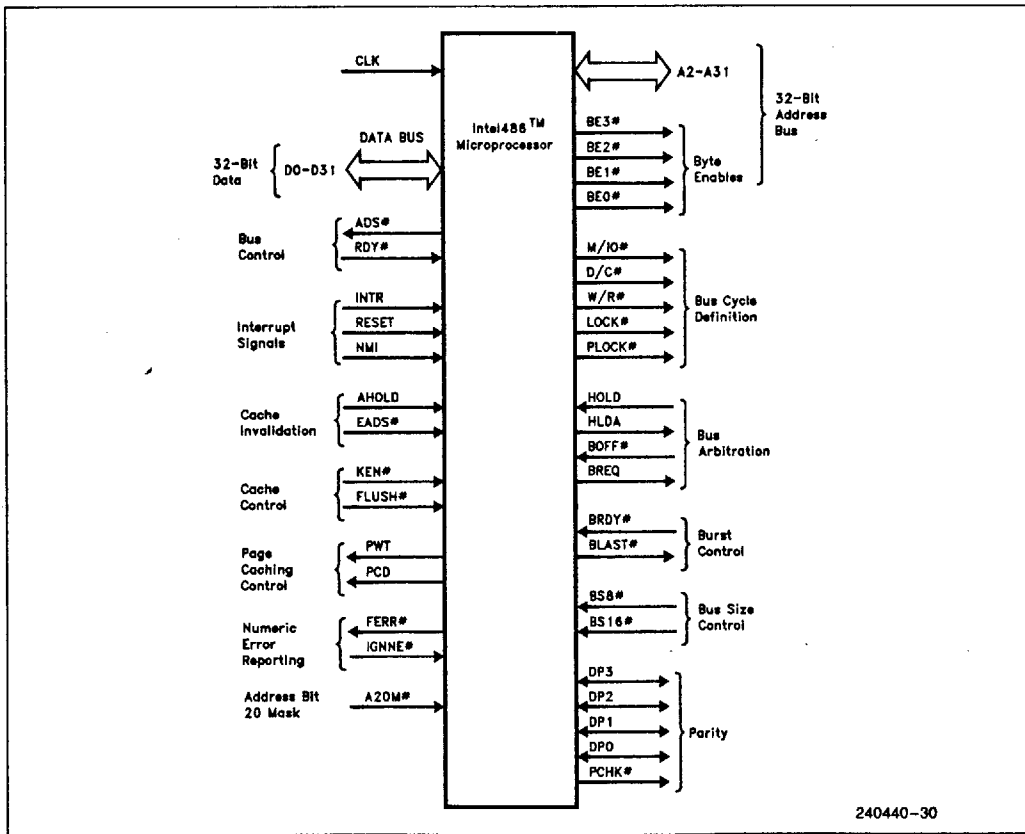 CLK
DATA BUS
32-Bit
Data
D0-D31
ADS#
RDY#
Bus
Control
INTR
RESET
NMI
Interrupt
Signals
AHOLD
EADS#
Cache
Invalidation
KEN#
FLUSH#
Cache
Control
PWT
PCD
Page
Caching
Control
FERR#
IGNNE#
Numeric
Error
Reporting
A20M#
Address Bit
20 Mask
Intel486™
Microprocessor
A2-A31
32-Bit
Address
Bus
BE3#
BE2#
BE1#
BE0#
Byte
Enables
M/IO#
D/C#
W/R#
LOCK#
PLOCK#
Bus Cycle
Definition
HOLD
HLDA
BOFF#
BREQ
Bus
Arbitration
BRDY#
BLAST#
Burst
Control
BS8#
BS16#
Bus Size
Control
DP3
DP2
DP1
DP0
PCHK#
Parity
240440-30